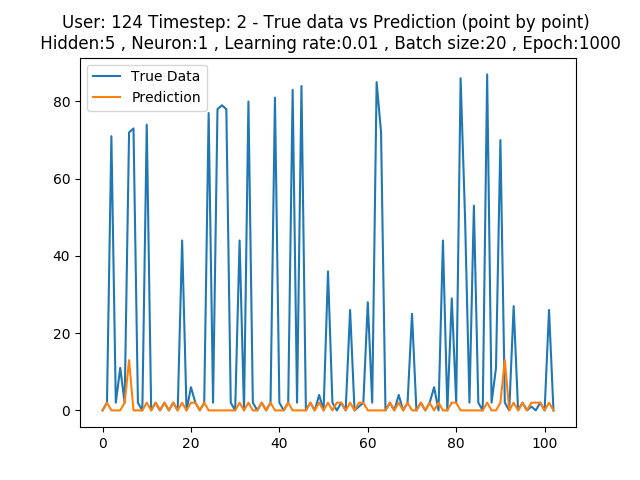 User: 124 Timestep: 2 - True data vs Prediction (point by point)
Hidden:5 , Neuron:1 , Learning rate:0.01 , Batch size:20 , Epoch:1000
True Data
Prediction
80
60
40
20
0
0 20 40 60 80 100